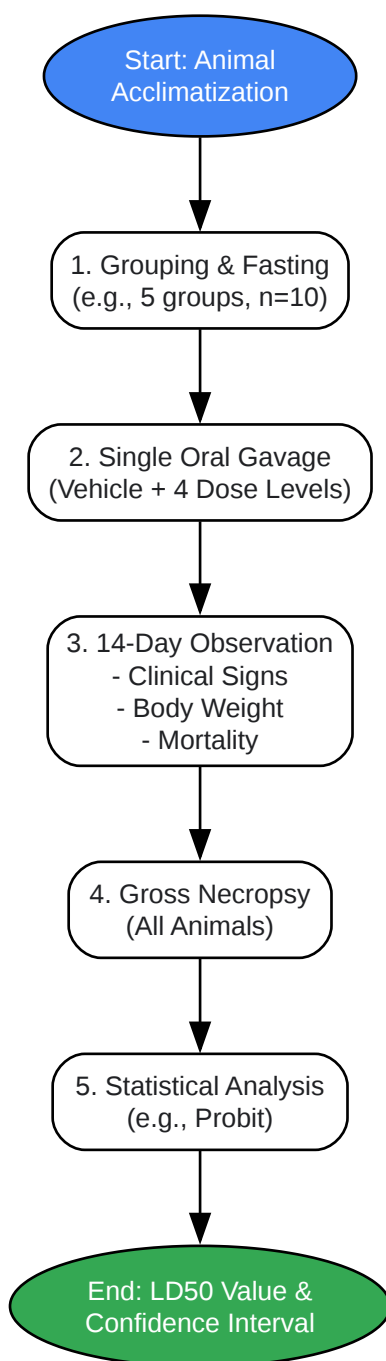 Start: Animal
Acclimatization
1. Grouping & Fasting
(e.g., 5 groups, n=10)
2. Single Oral Gavage
(Vehicle + 4 Dose Levels)
3. 14-Day Observation
- Clinical Signs
- Body Weight
- Mortality
4. Gross Necropsy
(All Animals)
5. Statistical Analysis
(e.g., Probit)
End: LD50 Value &
Confidence Interval